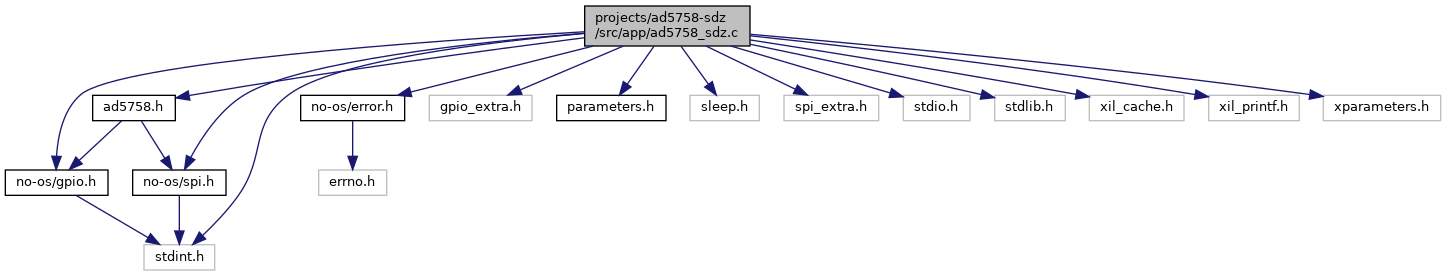 projects/ad5758-sdz
/src/app/ad5758_sdz.c
ad5758.h
no-os/error.h
gpio_extra.h
parameters.h
sleep.h
spi_extra.h
stdio.h
stdlib.h
xil_cache.h
xil_printf.h
xparameters.h
no-os/gpio.h
no-os/spi.h
errno.h
stdint.h